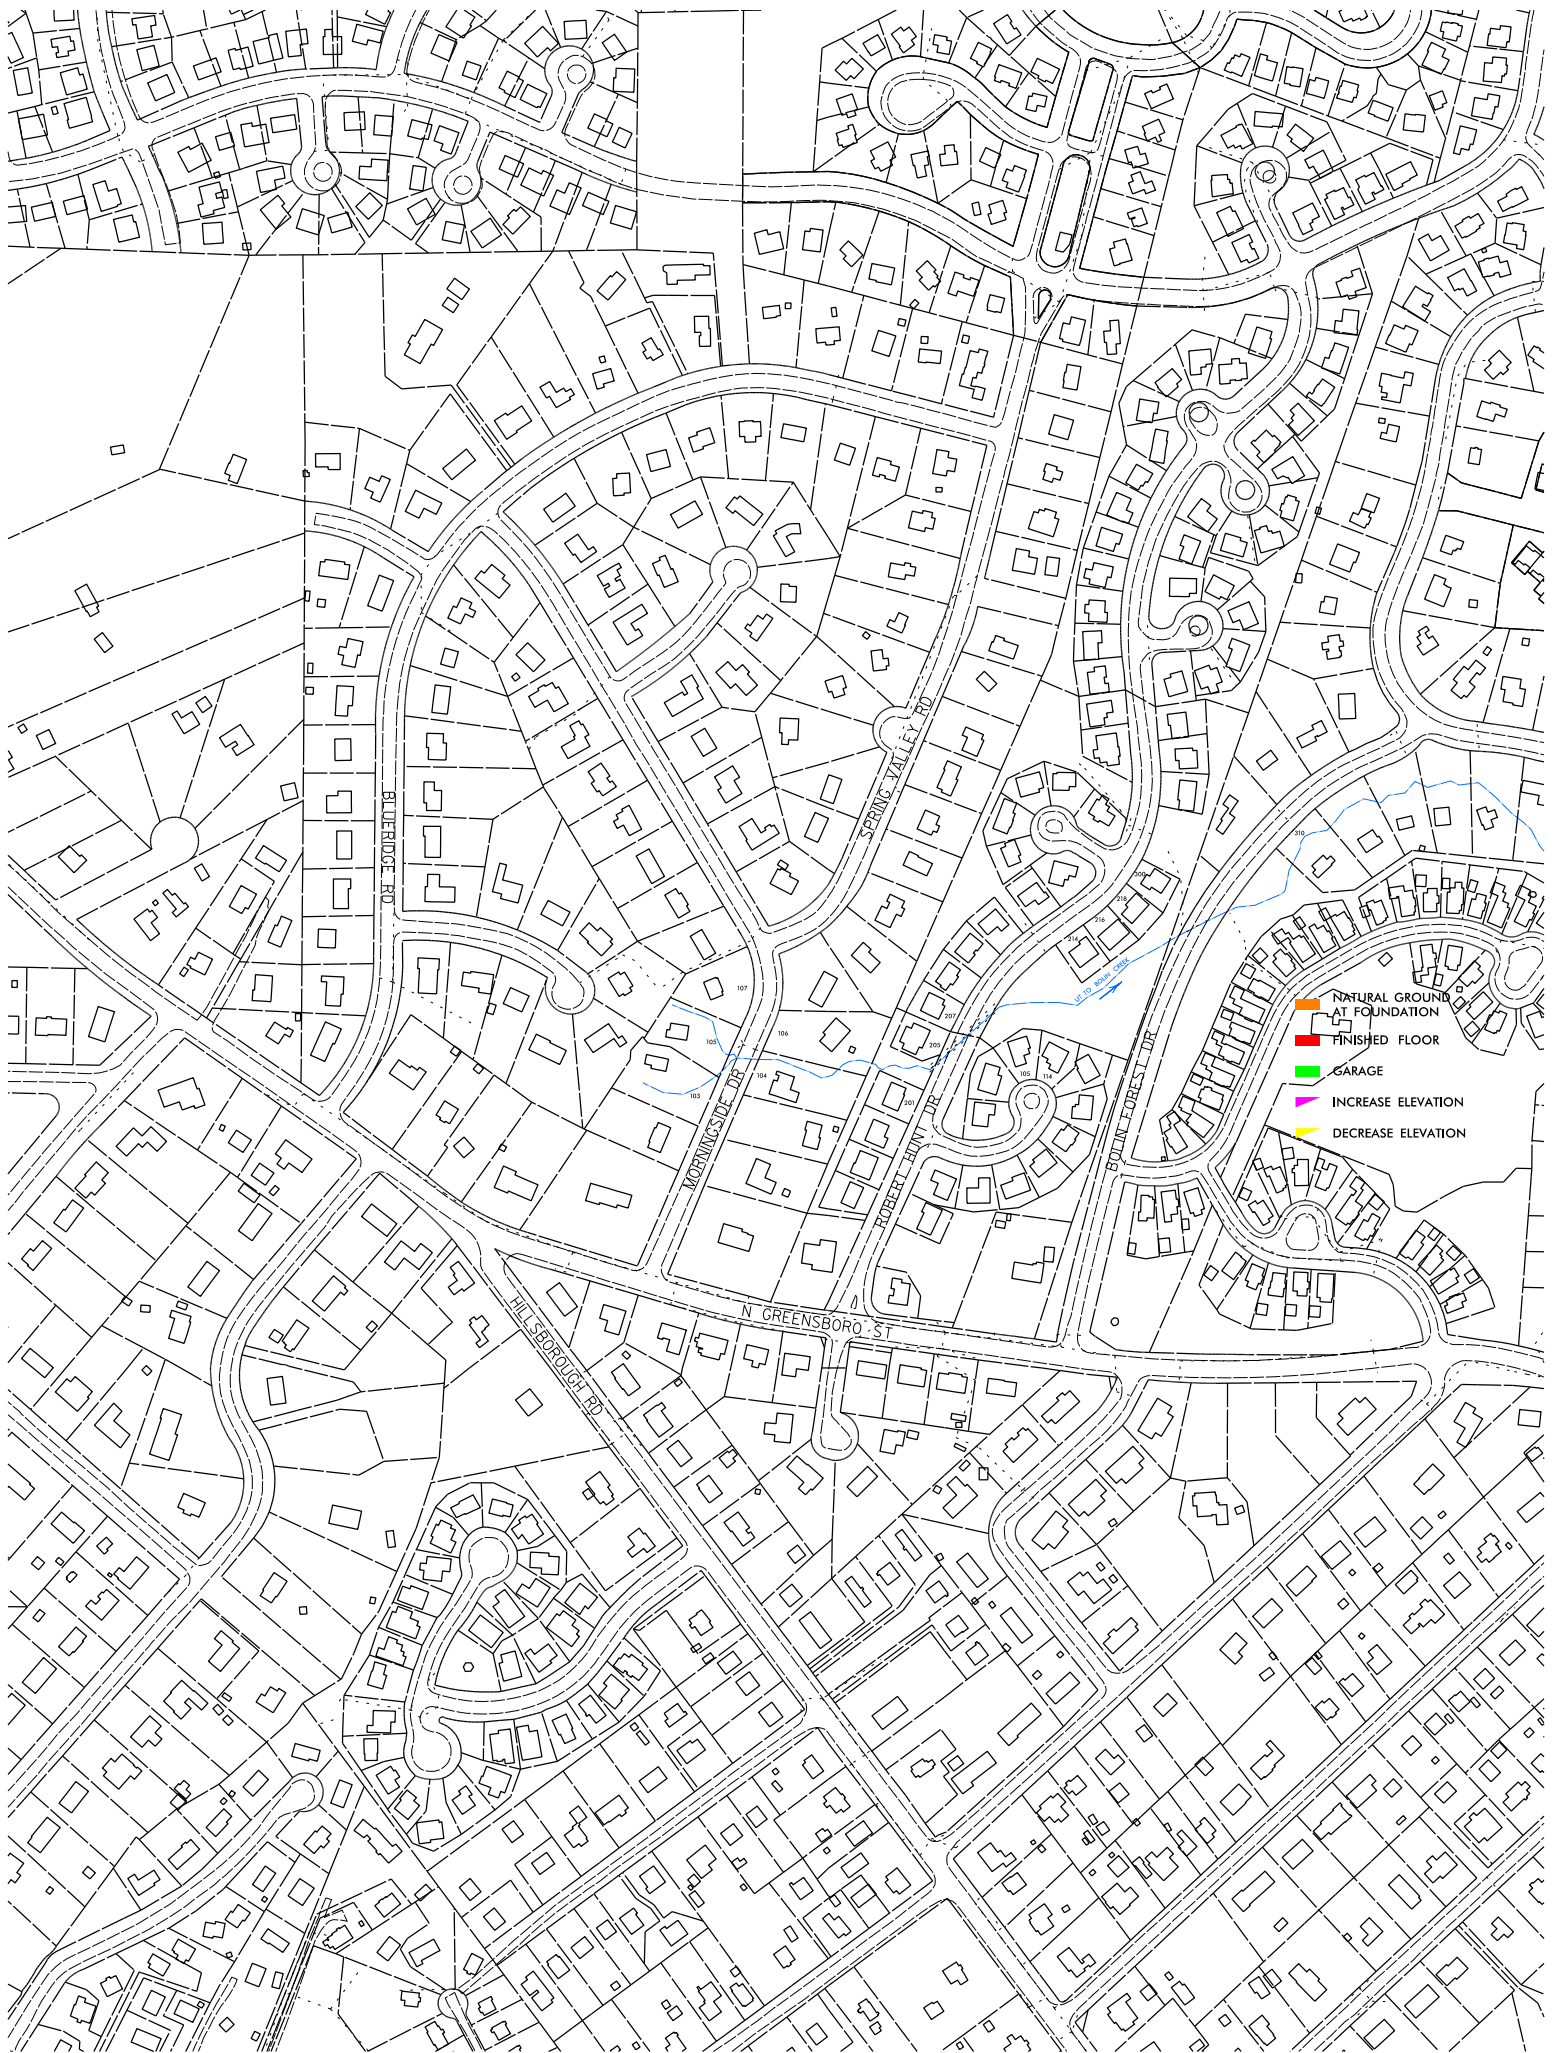 SPRING VALLEY RD
BLUERIDGE RD
310
300
218
216
214
UT TO BOLIN CREEK
107
207
106
105
205
104
103
105
114
201
MORNINGSIDE DR
ROBERT HUNT DR
BOLIN FOREST DR
NATURAL GROUND
AT FOUNDATION
FINISHED FLOOR
GARAGE
INCREASE ELEVATION
DECREASE ELEVATION
N GREENSBORO ST
HILLSBOROUGH RD